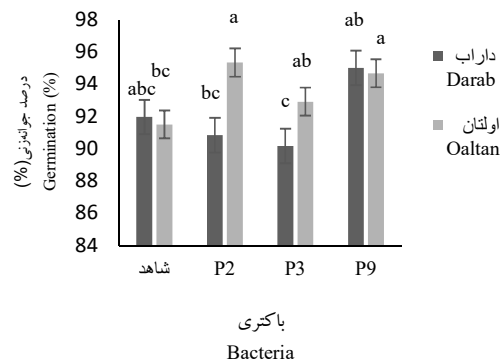 درصد جوانه‌زنی(%)
Germination (%)
98
96
94
92
90
88
86
84
abc
bc
bc
a
c
ab
ab
a
شاهد
P2
P3
P9
باکتری
Bacteria
داراب
Darab
اولتان
Oaltan